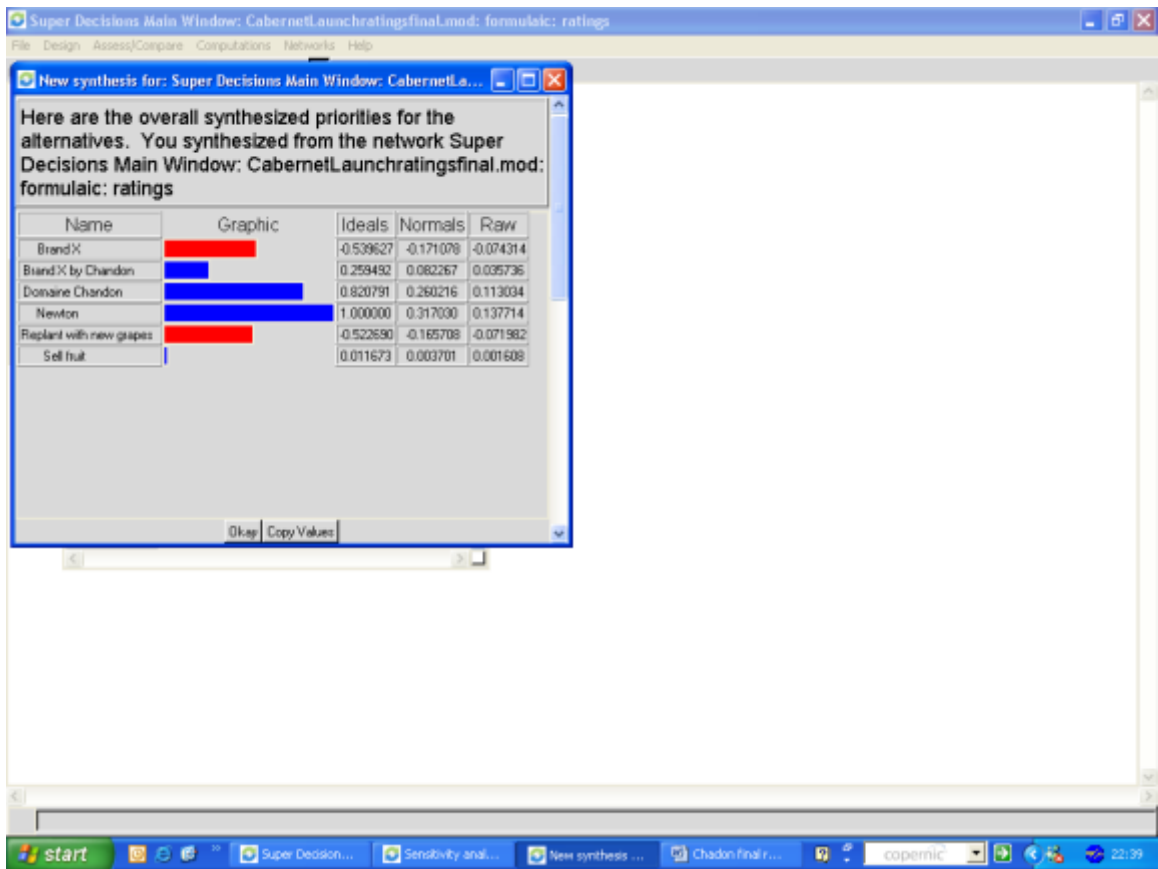 Super Decisions Main Window: CabernetLaunchratingsfinal.mod: formulaic: ratings
File Design Assess/Compare Computations Networks Help
New synthesis for: Super Decisions Main Window: CabernetLa...
Here are the overall synthesized priorities for the
alternatives. You synthesized from the network Super
Decisions Main Window: CabernetLaunchratingsfinal.mod:
formulaic: ratings
Name Graphic Ideals Normals Raw
Brand X -0.539627 -0.171078 -0.074314
Brand X by Chandon 0.259492 0.082267 0.035736
Domaine Chandon 0.820791 0.260216 0.113034
Newton 1.000000 0.317030 0.137714
Replant with new grapes -0.522690 -0.165708 -0.071982
Sell fruit 0.011673 0.003701 0.001608
Okay Copy Values
start Super Decision... Sensitivity anal... New synthesis ... Chadon final r... copernic 22:39